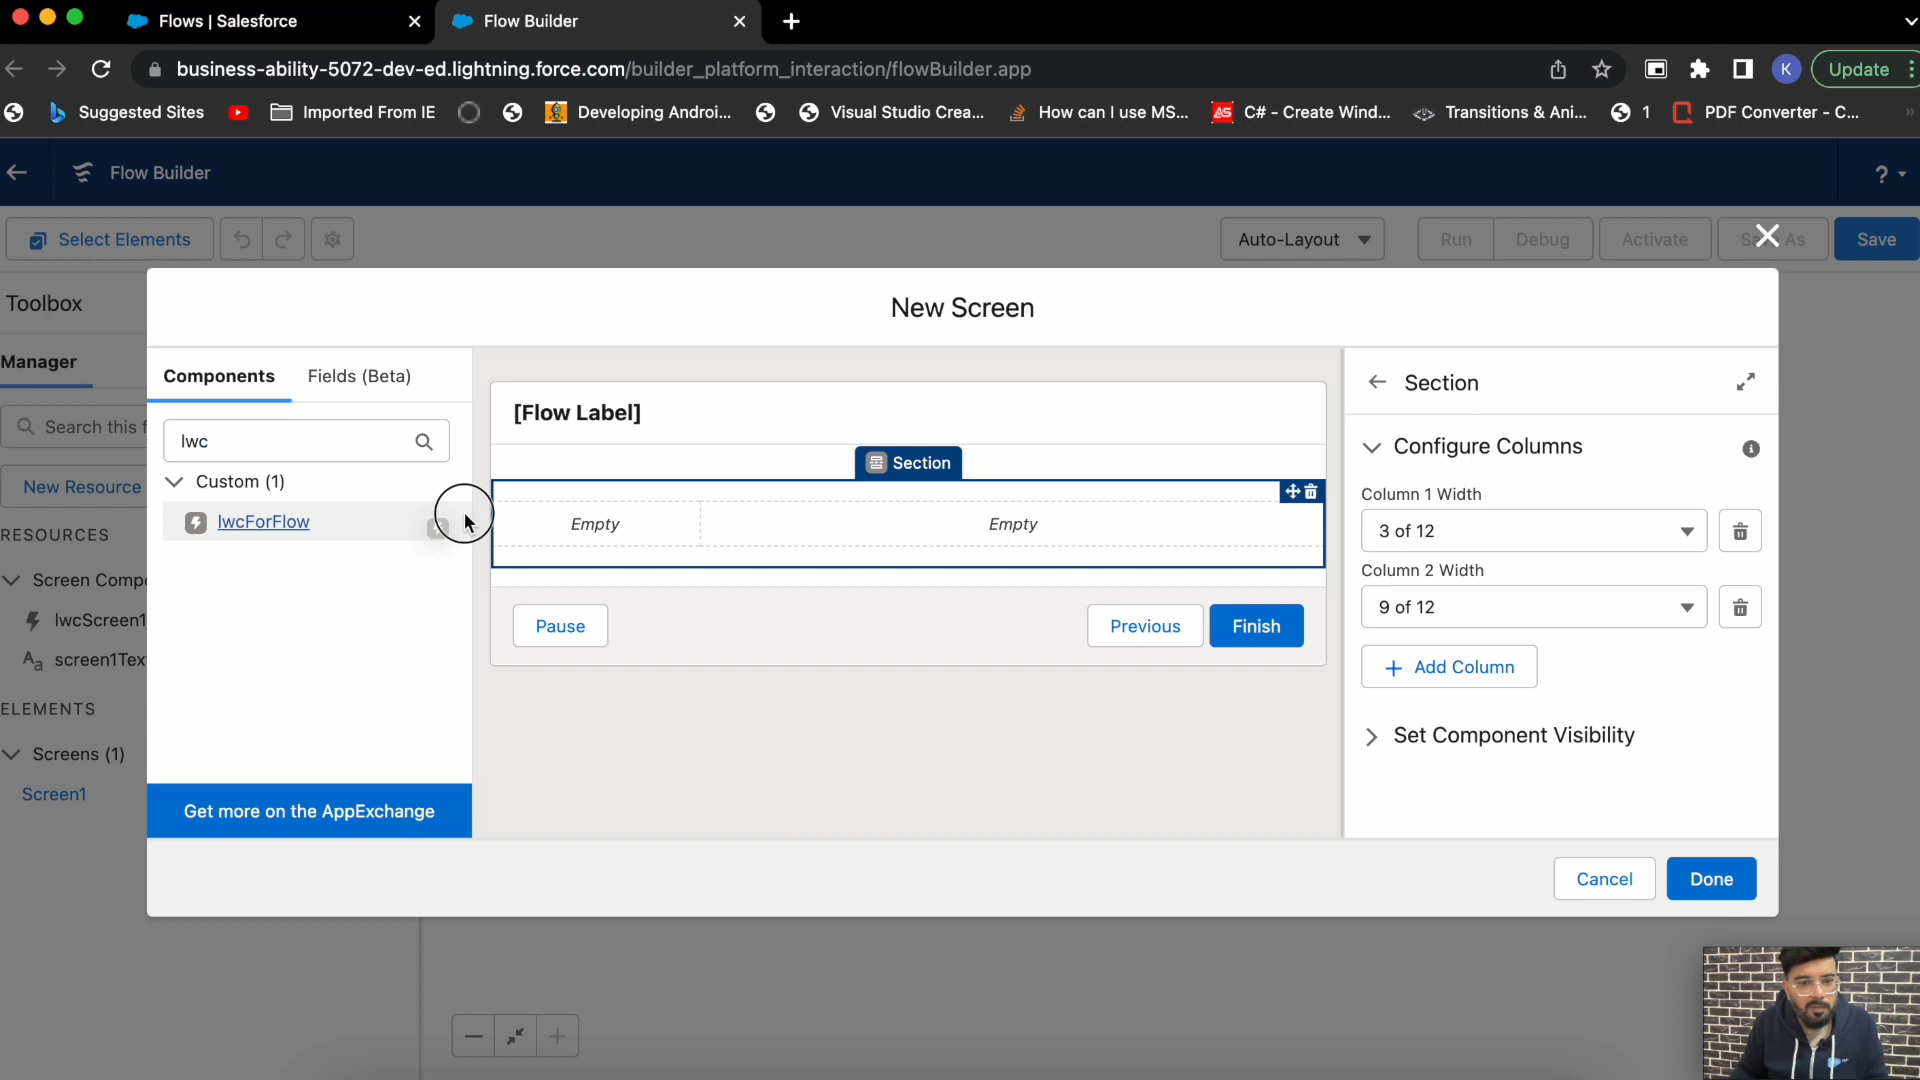 Flows | Salesforce
Flow Builder
business-ability-5072-dev-ed.lightning.force.com/builder_platform_interaction/flowBuilder.app
K
Update
Suggested Sites
Imported From IE
Developing Androi...
Visual Studio Crea...
How can I use MS...
AS
C# - Create Wind...
Transitions & Ani...
1
PDF Converter - C...
Flow Builder
?
Select Elements
Auto-Layout
Run
Debug
Activate
Save
Toolbox
New Screen
Manager
Components
Fields (Beta)
[Flow Label]
Section
Search this f
lwc
Section
Configure Columns
Custom (1)
New Resource
Column 1 Width
lwcForFlow
Empty
Empty
3 of 12
RESOURCES
Column 2 Width
Screen Compo
9 of 12
lwcScreen1
Pause
Previous
Finish
Aa
screen1Tex
Add Column
ELEMENTS
Set Component Visibility
Screens (1)
Screen1
Get more on the AppExchange
Cancel
Done